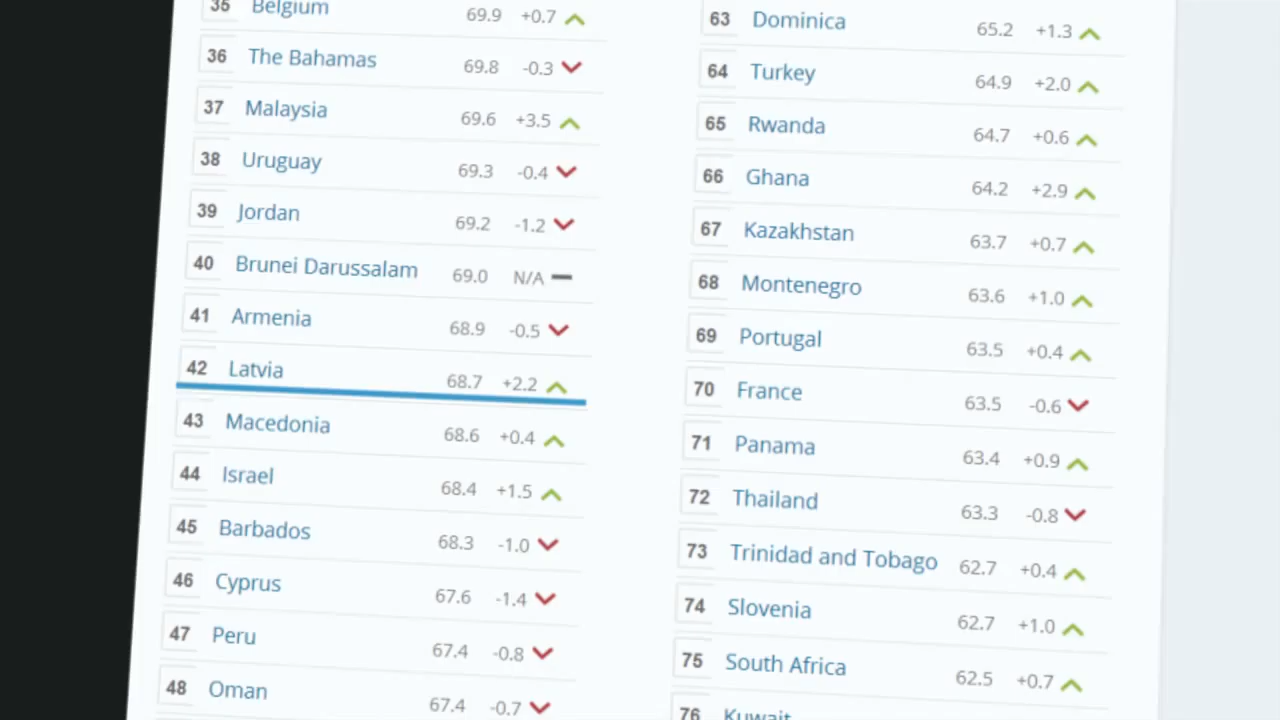 35 Belgium 69.9 +0.7
36 The Bahamas 69.8 -0.3
37 Malaysia 69.6 +3.5
38 Uruguay 69.3 -0.4
39 Jordan 69.2 -1.2
40 Brunei Darussalam 69.0 N/A
41 Armenia 68.9 -0.5
42 Latvia 68.7 +2.2
43 Macedonia 68.6 +0.4
44 Israel 68.4 +1.5
45 Barbados 68.3 -1.0
46 Cyprus 67.6 -1.4
47 Peru 67.4 -0.8
48 Oman 67.4 -0.7
63 Dominica 65.2 +1.3
64 Turkey 64.9 +2.0
65 Rwanda 64.7 +0.6
66 Ghana 64.2 +2.9
67 Kazakhstan 63.7 +0.7
68 Montenegro 63.6 +1.0
69 Portugal 63.5 +0.4
70 France 63.5 -0.6
71 Panama 63.4 +0.9
72 Thailand 63.3 -0.8
73 Trinidad and Tobago 62.7 +0.4
74 Slovenia 62.7 +1.0
75 South Africa 62.5 +0.7
76 Kuwait